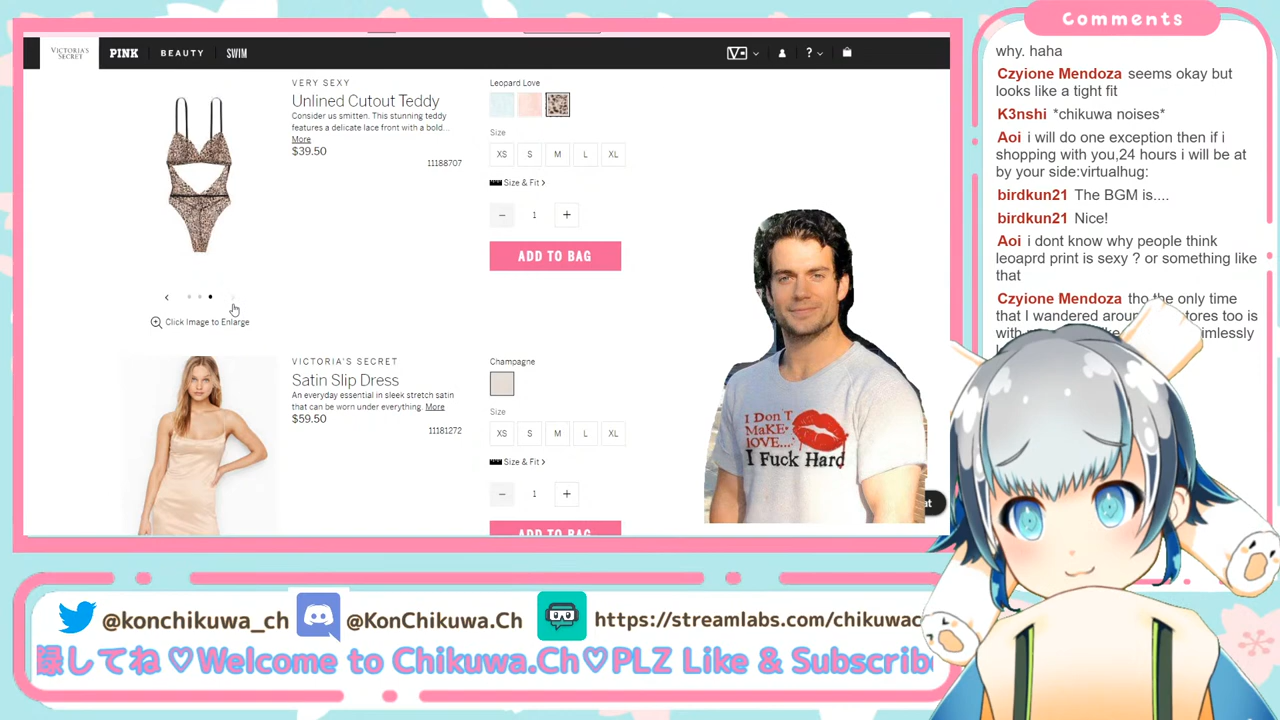 VICTORIA'S
SECRET
PINK
BEAUTY
SWIM
?
VERY SEXY
Unlined Cutout Teddy
Consider us smitten. This stunning teddy
features a delicate lace front with a bold...
More
$39.50
11188707
Leopard Love
Size
XS S M L XL
Size & Fit >
− 1 +
ADD TO BAG
Click Image to Enlarge
VICTORIA'S SECRET
Satin Slip Dress
An everyday essential in sleek stretch satin
that can be worn under everything. More
$59.50
11181272
Champagne
Size
XS S M L XL
Size & Fit >
− 1 +
ADD TO BAG
I DON'T
MaKE
lOVE...
I Fuck Hard
Comments
why. haha
Czyione Mendoza seems okay but
looks like a tight fit
K3nshi *chikuwa noises*
Aoi i will do one exception then if i
shopping with you,24 hours i will be at
by your side:virtualhug:
birdkun21 The BGM is....
birdkun21 Nice!
Aoi i dont know why people think
leoaprd print is sexy ? or something like
that
Czyione Mendoza tho the only time
that I wandered around
with
@konchikuwa_ch
@KonChikuwa.Ch
https://streamlabs.com/chikuwac
録してね♡Welcome to Chikuwa.Ch♡PLZ Like & Subscribe